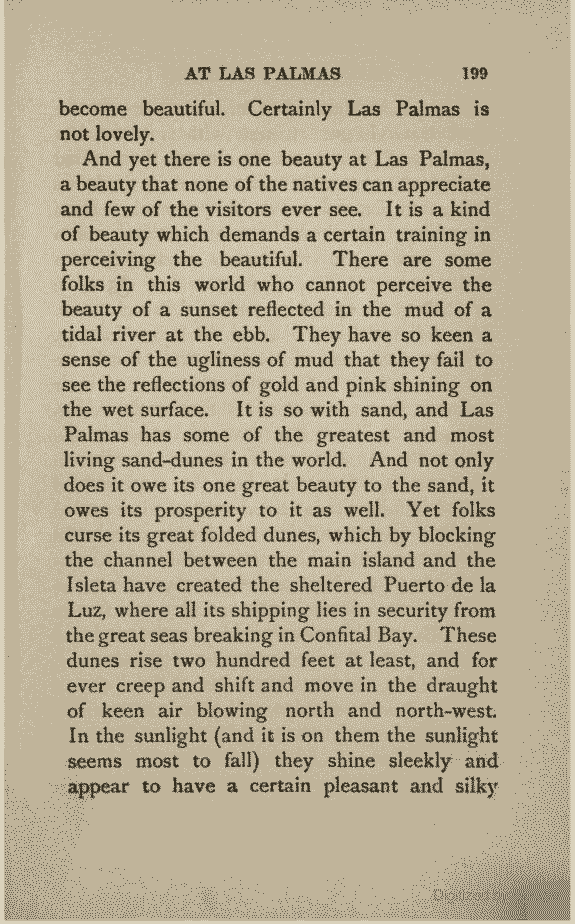 AT LAS PALMAS 199
become beautiful. Certainly Las Palmas is
not lovely.
And yet there is one beauty at Las Palmas,
a beauty that none of the natives can appreciate
and few of the visitors ever see. It is a kind
of beauty which demands a certain training in
perceiving the beautiful. There are some
folks in this world who cannot perceive the
beauty of a sunset reflected in the mud of a
tidal river at the ebb. They have so keen a
sense of the ugliness of mud that they fail to
see the reflections of gold and pink shining on
the wet surface. It is so with sand, and Las
Palmas has some of the greatest and most
living sand-dunes in the world. And not only
does it owe its one great beauty to the sand, it
owes its prosperity to it as well. Yet folks
curse its great folded dunes, which by blocking
the channel between the main island and the
Isleta have created the sheltered Puerto de la
Luz, where all its shipping lies in security from
the great seas breaking in Confital Bay. These
dunes rise two hundred feet at least, and for
ever creep and shift and move in the draught
of keen air blowing north and north-west.
In the sunlight (and it is on them the sunlight
seems most to fall) they shine sleekly and
appear to have a certain pleasant and silky
Digitized